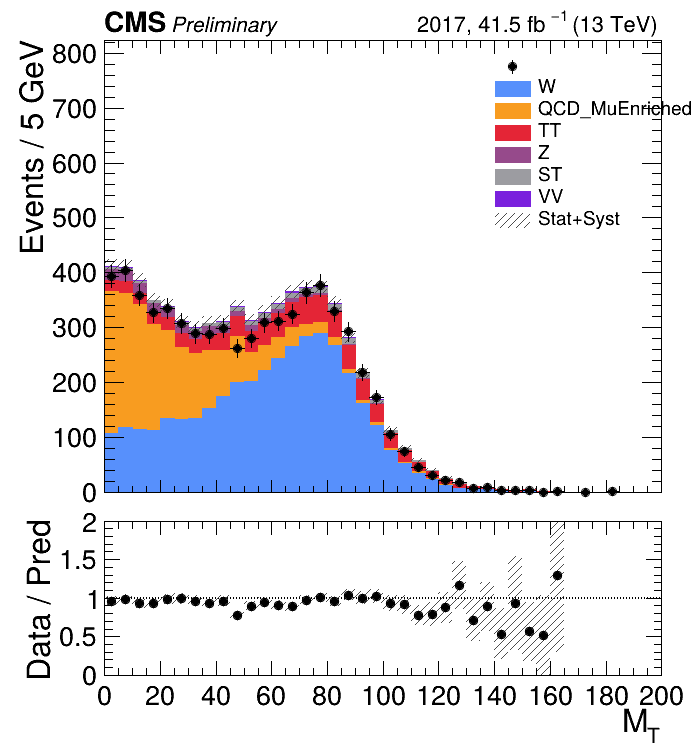 CMS Preliminary 2017, 41.5 fb⁻¹ (13 TeV)
Events / 5 GeV
800
700
600
500
400
300
200
100
0
W
QCD_MuEnriched
TT
Z
ST
VV
Stat+Syst
Data / Pred
2
1.5
1
0.5
0
0 20 40 60 80 100 120 140 160 180 200
M_T